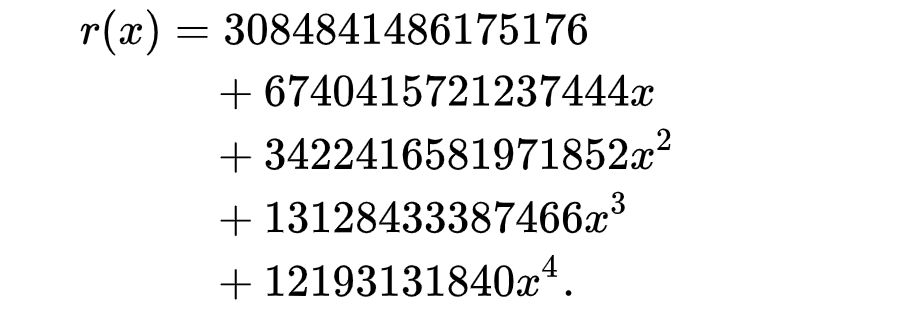 r(x) = 3084841486175176
+ 6740415721237444x
+ 3422416581971852x²
+ 13128433387466x³
+ 12193131840x⁴.